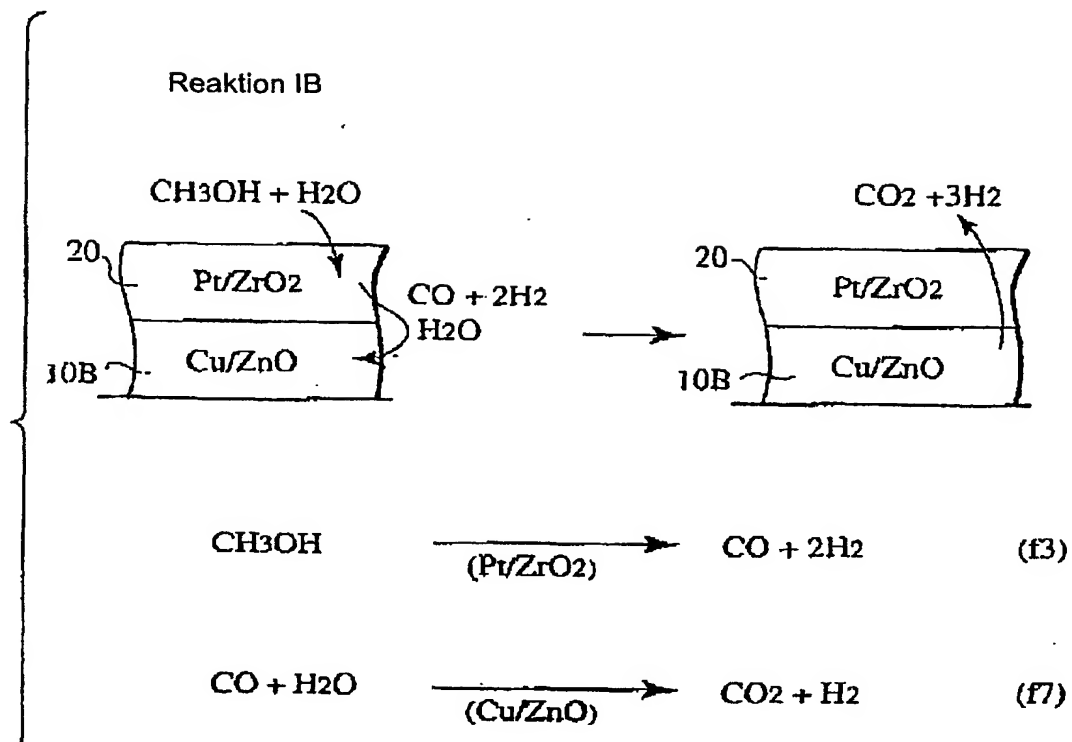 Reaktion IB
CH3OH + H2O
CO2 +3H2
20
Pt/ZrO2
CO + 2H2
H2O
10B
Cu/ZnO
20
Pt/ZrO2
10B
Cu/ZnO
CH3OH (Pt/ZrO2) CO + 2H2 (f3)
CO + H2O (Cu/ZnO) CO2 + H2 (f7)